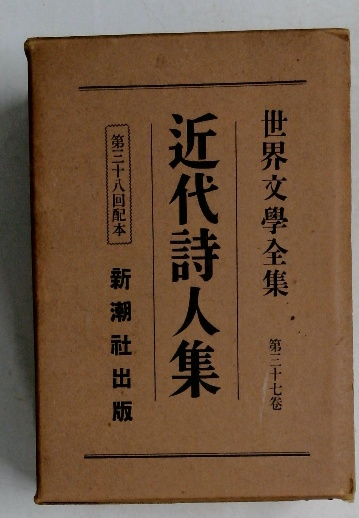 世界文學全集 第三十七卷
近代詩人集
第三十八回配本
新潮社出版